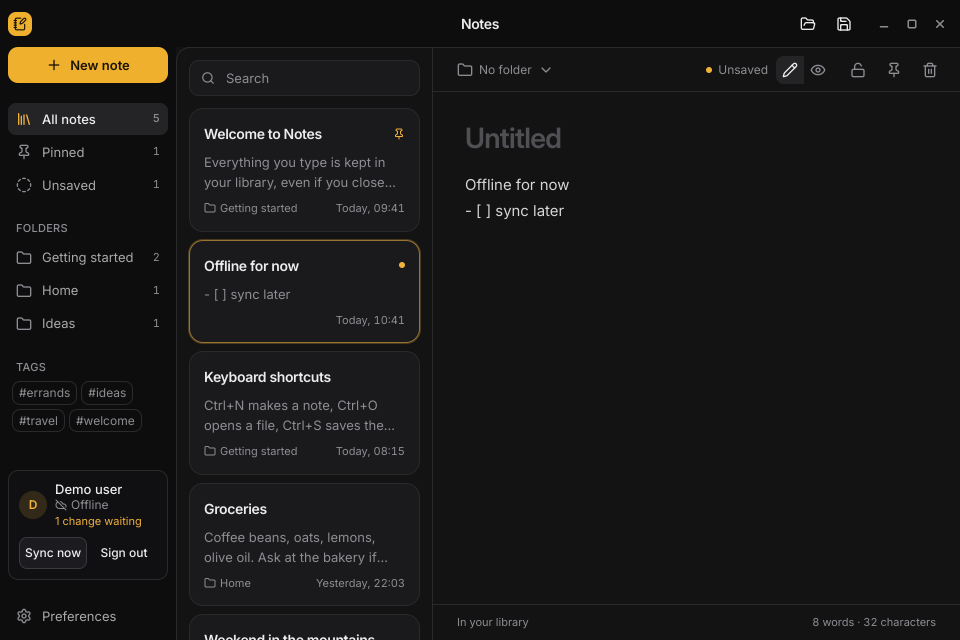 Notes
New note
All notes 5
Pinned 1
Unsaved 1
FOLDERS
Getting started 2
Home 1
Ideas 1
TAGS
#errands #ideas
#travel #welcome
D
Demo user
Offline
1 change waiting
Sync now Sign out
Preferences
Search
Welcome to Notes
Everything you type is kept in
your library, even if you close...
Getting started Today, 09:41
Offline for now
- [ ] sync later
Today, 10:41
Keyboard shortcuts
Ctrl+N makes a note, Ctrl+O
opens a file, Ctrl+S saves the...
Getting started Today, 08:15
Groceries
Coffee beans, oats, lemons,
olive oil. Ask at the bakery if...
Home Yesterday, 22:03
Weekend in the mountains
No folder
Unsaved
Untitled
Offline for now
- [ ] sync later
In your library
8 words · 32 characters